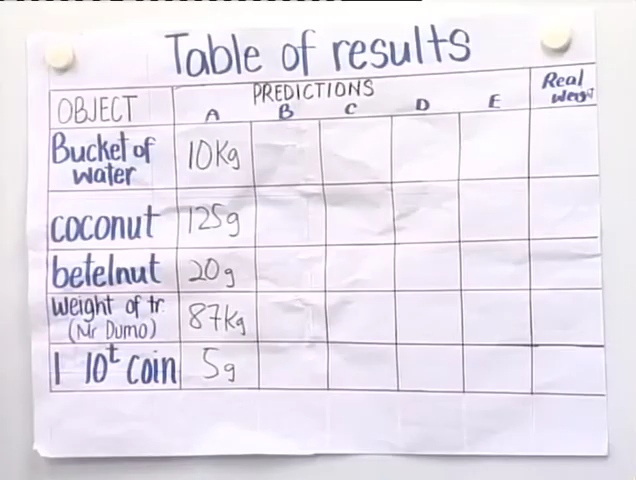 Table of results
OBJECT PREDICTIONS Real
A B C D E Weight
Bucket of 10Kg
water
coconut 125g
betelnut 20g
Weight of tr. 87Kg
(Mr Dumo)
1 10t coin 5g